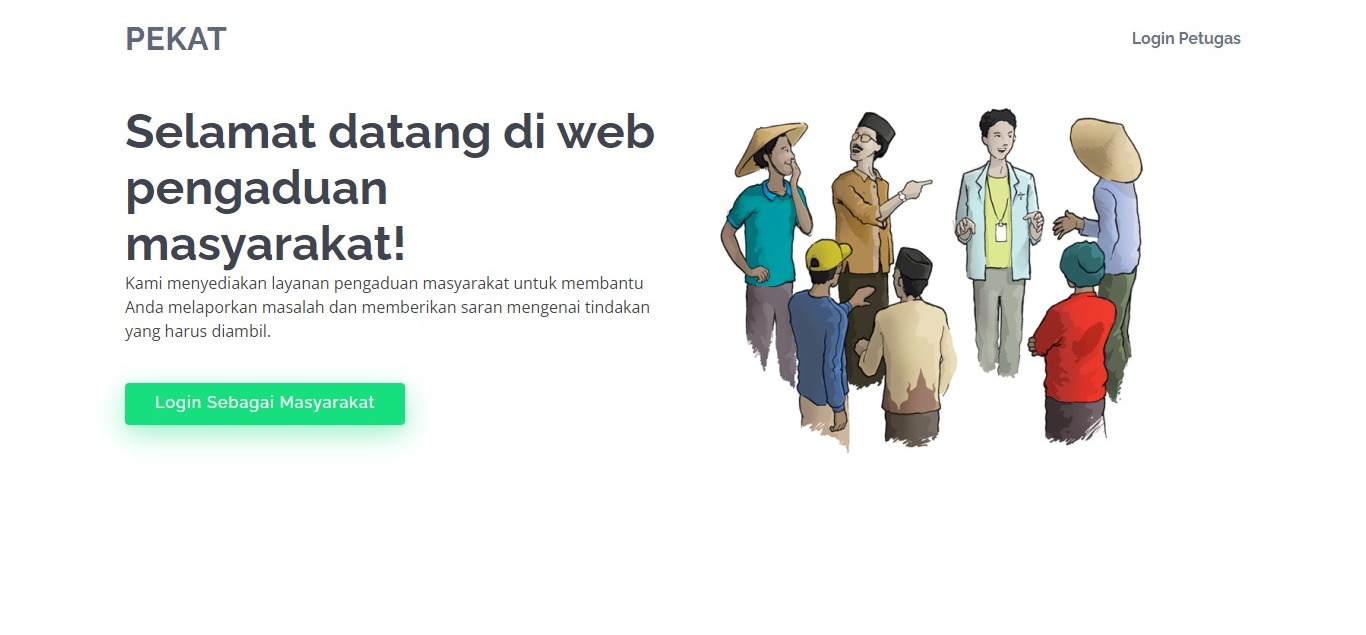 PEKAT
Login Petugas
Selamat datang di web
pengaduan
masyarakat!
Kami menyediakan layanan pengaduan masyarakat untuk membantu
Anda melaporkan masalah dan memberikan saran mengenai tindakan
yang harus diambil.
Login Sebagai Masyarakat